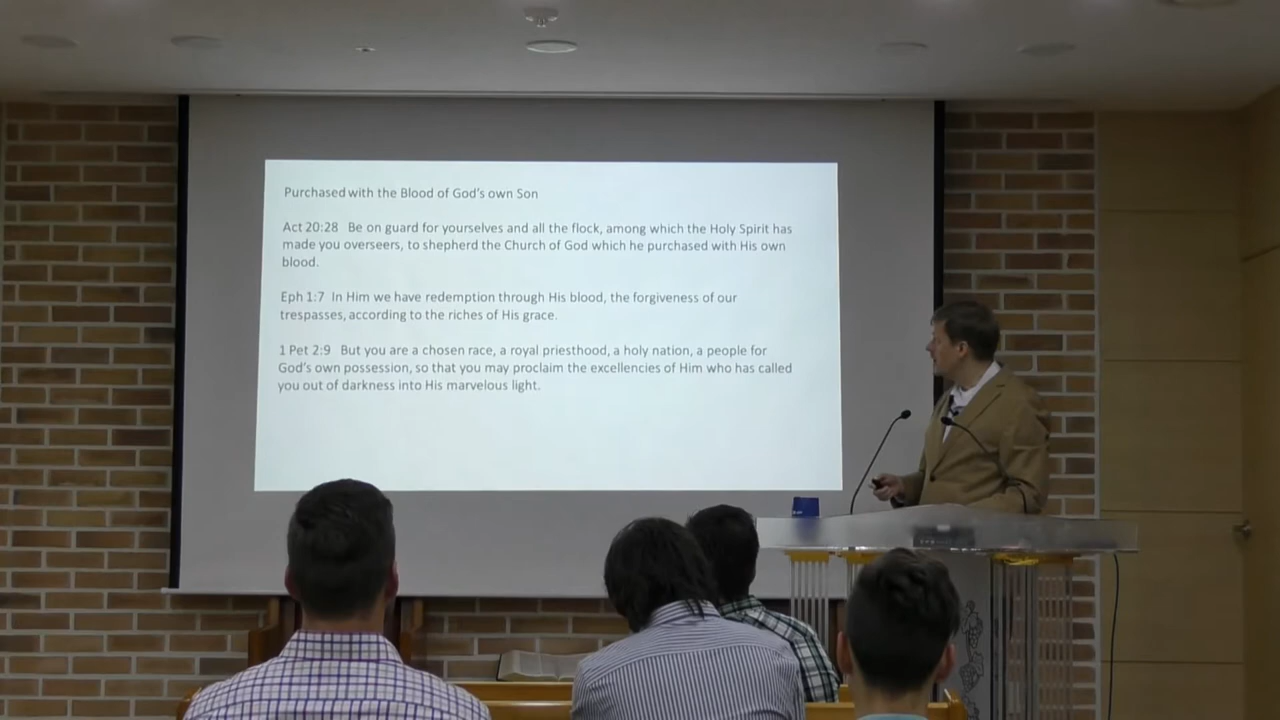 Purchased with the Blood of God's own Son
Act 20:28 Be on guard for yourselves and all the flock, among which the Holy Spirit has
made you overseers, to shepherd the Church of God which he purchased with His own
blood.
Eph 1:7 In Him we have redemption through His blood, the forgiveness of our
trespasses, according to the riches of His grace.
1 Pet 2:9 But you are a chosen race, a royal priesthood, a holy nation, a people for
God's own possession, so that you may proclaim the excellencies of Him who has called
you out of darkness into His marvelous light.